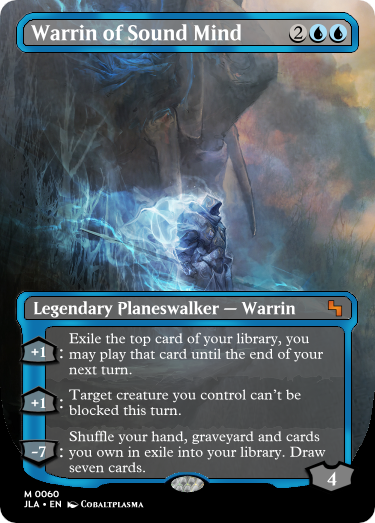 Warrin of Sound Mind 2
Legendary Planeswalker — Warrin
+1: Exile the top card of your library, you
may play that card until the end of your
next turn.
+1: Target creature you control can't be
blocked this turn.
-7: Shuffle your hand, graveyard and cards
you own in exile into your library. Draw
seven cards.
4
M 0060
JLA • EN Cobaltplasma